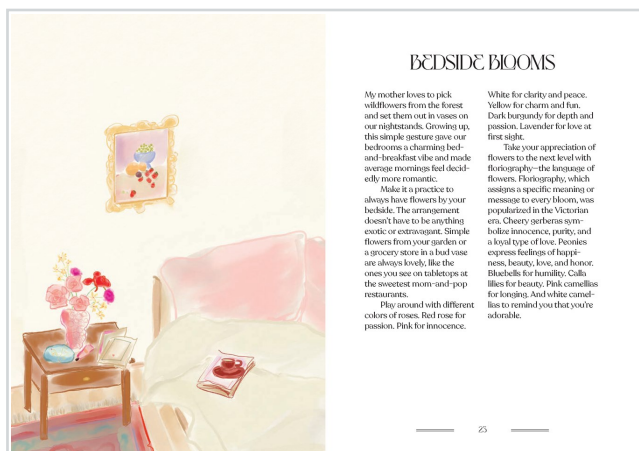 BEDSIDE BLOOMS
My mother loves to pick
wildflowers from the forest
and set them out in vases on
our nightstands. Growing up,
this simple gesture gave our
bedrooms a charming bed-
and-breakfast vibe and made
average mornings feel decid-
edly more romantic.
Make it a practice to
always have flowers by your
bedside. The arrangement
doesn't have to be anything
exotic or extravagant. Simple
flowers from your garden or
a grocery store in a bud vase
are always lovely, like the
ones you see on tabletops at
the sweetest mom-and-pop
restaurants.
Play around with different
colors of roses. Red rose for
passion. Pink for innocence.
White for clarity and peace.
Yellow for charm and fun.
Dark burgundy for depth and
passion. Lavender for love at
first sight.
Take your appreciation of
flowers to the next level with
floriography—the language of
flowers. Floriography, which
assigns a specific meaning or
message to every bloom, was
popularized in the Victorian
era. Cheery gerberas sym-
bolize innocence, purity, and
a loyal type of love. Peonies
express feelings of happi-
ness, beauty, love, and honor.
Bluebells for humility. Calla
lilies for beauty. Pink camellias
for longing. And white camel-
lias to remind you that you're
adorable.
25